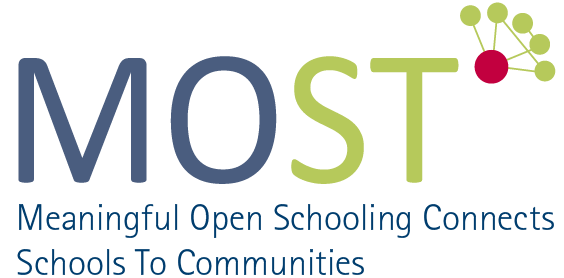 MOST
Meaningful Open Schooling Connects
Schools To Communities